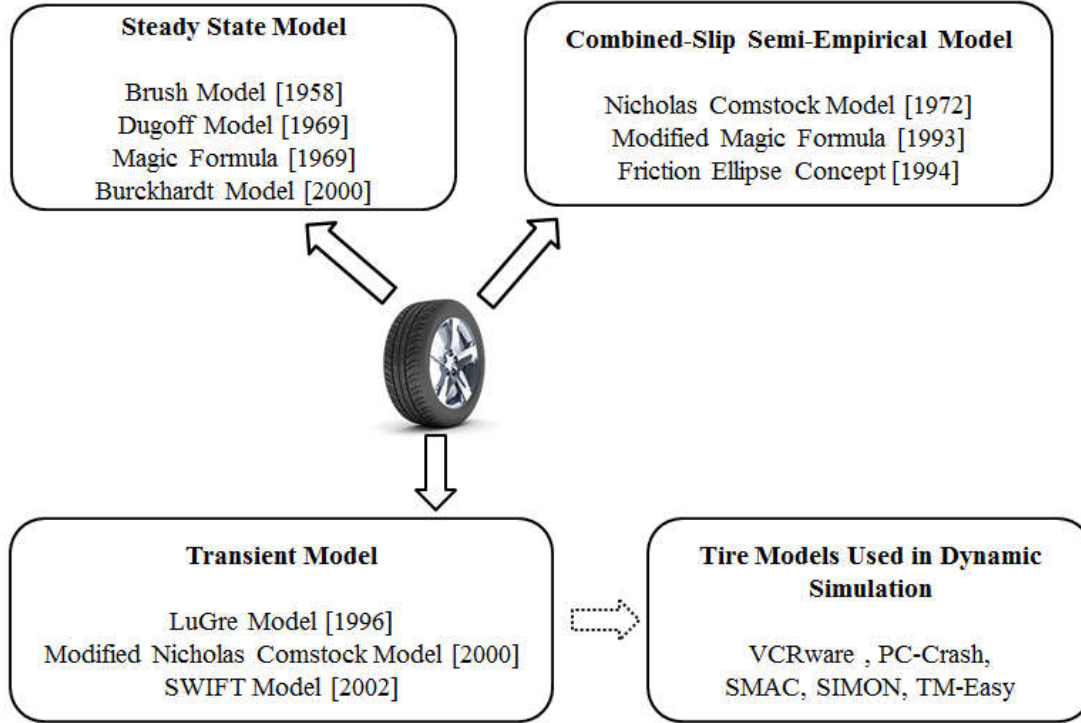 Steady State Model
Brush Model [1958]
Dugoff Model [1969]
Magic Formula [1969]
Burckhardt Model [2000]
Combined-Slip Semi-Empirical Model
Nicholas Comstock Model [1972]
Modified Magic Formula [1993]
Friction Ellipse Concept [1994]
Transient Model
LuGre Model [1996]
Modified Nicholas Comstock Model [2000]
SWIFT Model [2002]
Tire Models Used in Dynamic
Simulation
VCRware , PC-Crash,
SMAC, SIMON, TM-Easy